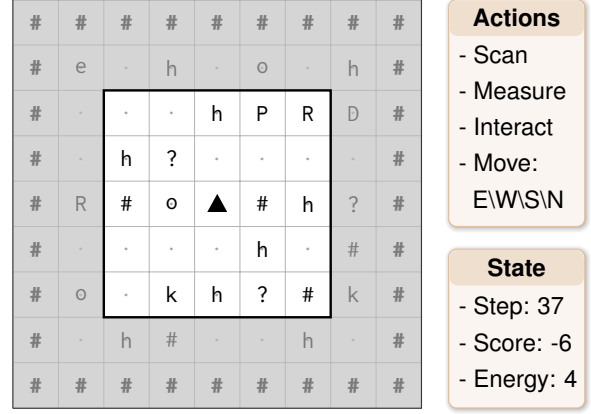 # # # # # # # # #
# e · h · o · h #
# · · · h P R D #
# · h ? · · · · #
# R # o ▲ # h ? #
# · · · · h · # #
# o · k h ? # k #
# · h # · · h · #
# # # # # # # # #
Actions
- Scan
- Measure
- Interact
- Move:
E\W\S\N
State
- Step: 37
- Score: -6
- Energy: 4